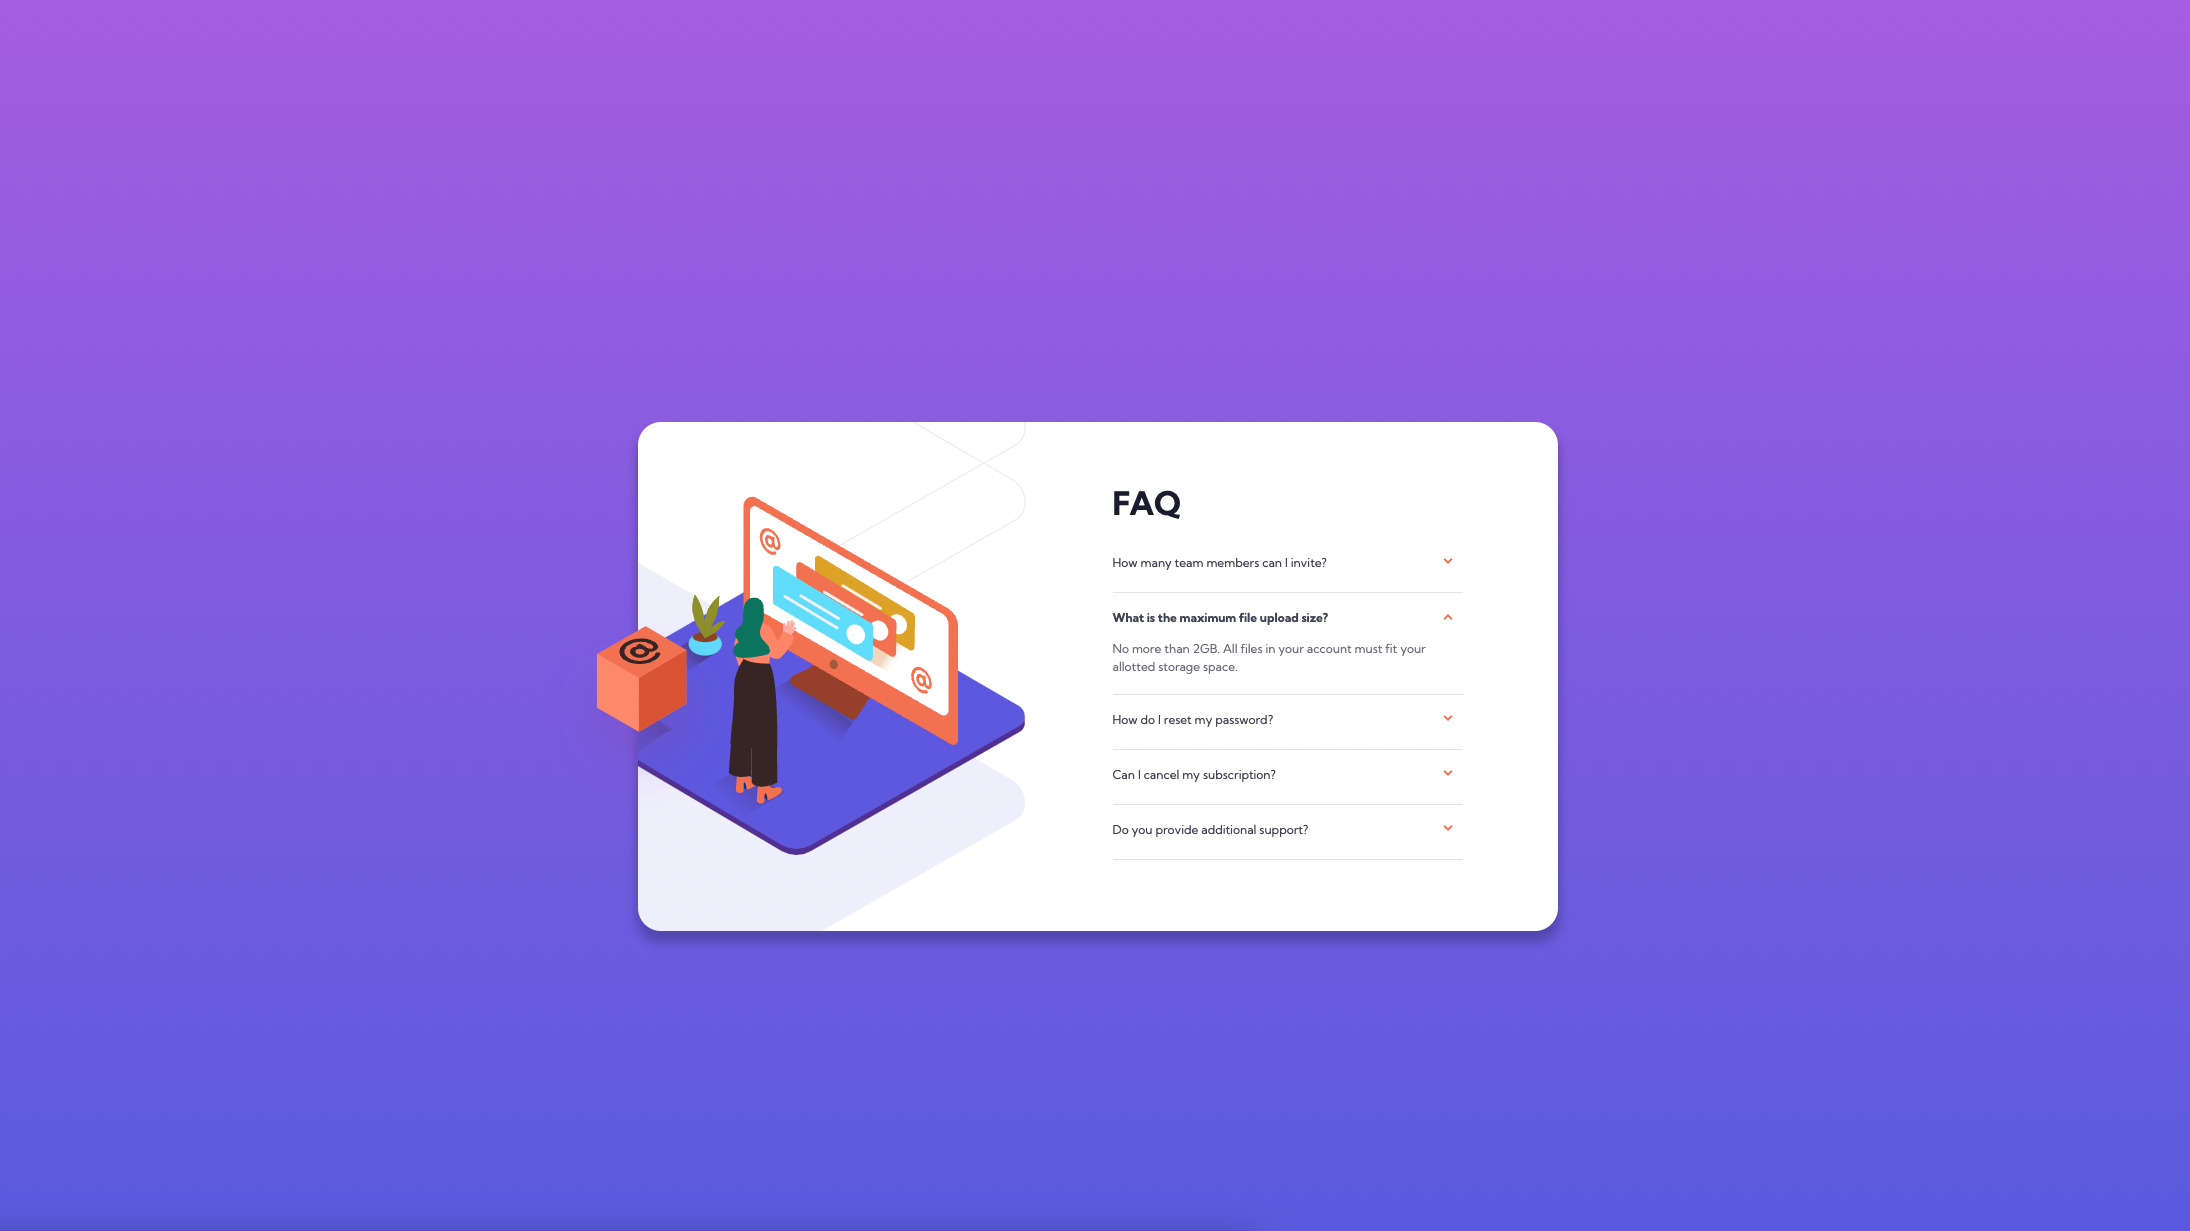 @
@
@
FAQ
How many team members can I invite?
What is the maximum file upload size?
No more than 2GB. All files in your account must fit your
allotted storage space.
How do I reset my password?
Can I cancel my subscription?
Do you provide additional support?